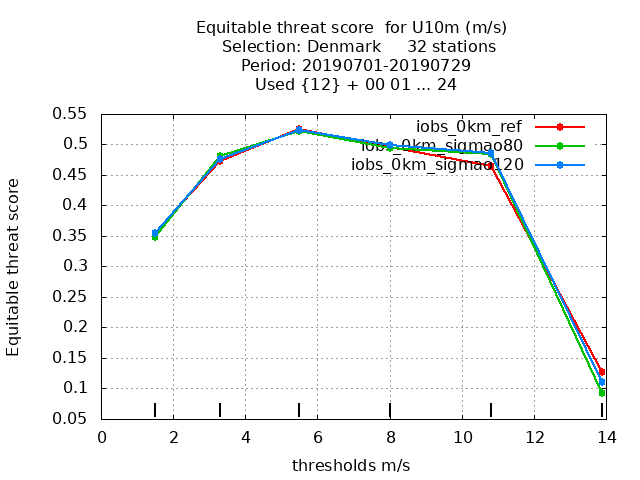 Equitable threat score  for U10m (m/s)
Selection: Denmark     32 stations
Period: 20190701-20190729
Used {12} + 00 01 ... 24
iobs_0km_ref
iobs_0km_sigmao80
iobs_0km_sigmao120
Equitable threat score
0.55
0.5
0.45
0.4
0.35
0.3
0.25
0.2
0.15
0.1
0.05
0 2 4 6 8 10 12 14
thresholds m/s